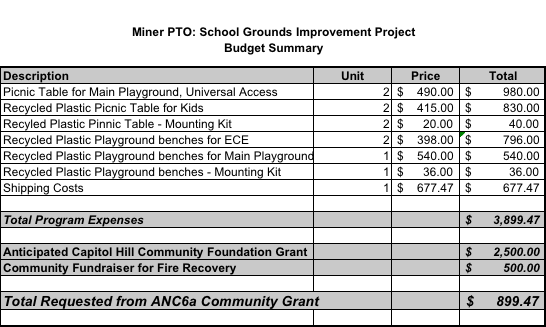 Miner PTO: School Grounds Improvement Project
Budget Summary
Description Unit Price Total
Picnic Table for Main Playground, Universal Access 2 $ 490.00 $ 980.00
Recycled Plastic Picnic Table for Kids 2 $ 415.00 $ 830.00
Recyled Plastic Pinnic Table - Mounting Kit 2 $ 20.00 $ 40.00
Recycled Plastic Playground benches for ECE 2 $ 398.00 $ 796.00
Recycled Plastic Playground benches for Main Playground 1 $ 540.00 $ 540.00
Recycled Plastic Playground benches - Mounting Kit 1 $ 36.00 $ 36.00
Shipping Costs 1 $ 677.47 $ 677.47
Total Program Expenses $ 3,899.47
Anticipated Capitol Hill Community Foundation Grant $ 2,500.00
Community Fundraiser for Fire Recovery $ 500.00
Total Requested from ANC6a Community Grant $ 899.47